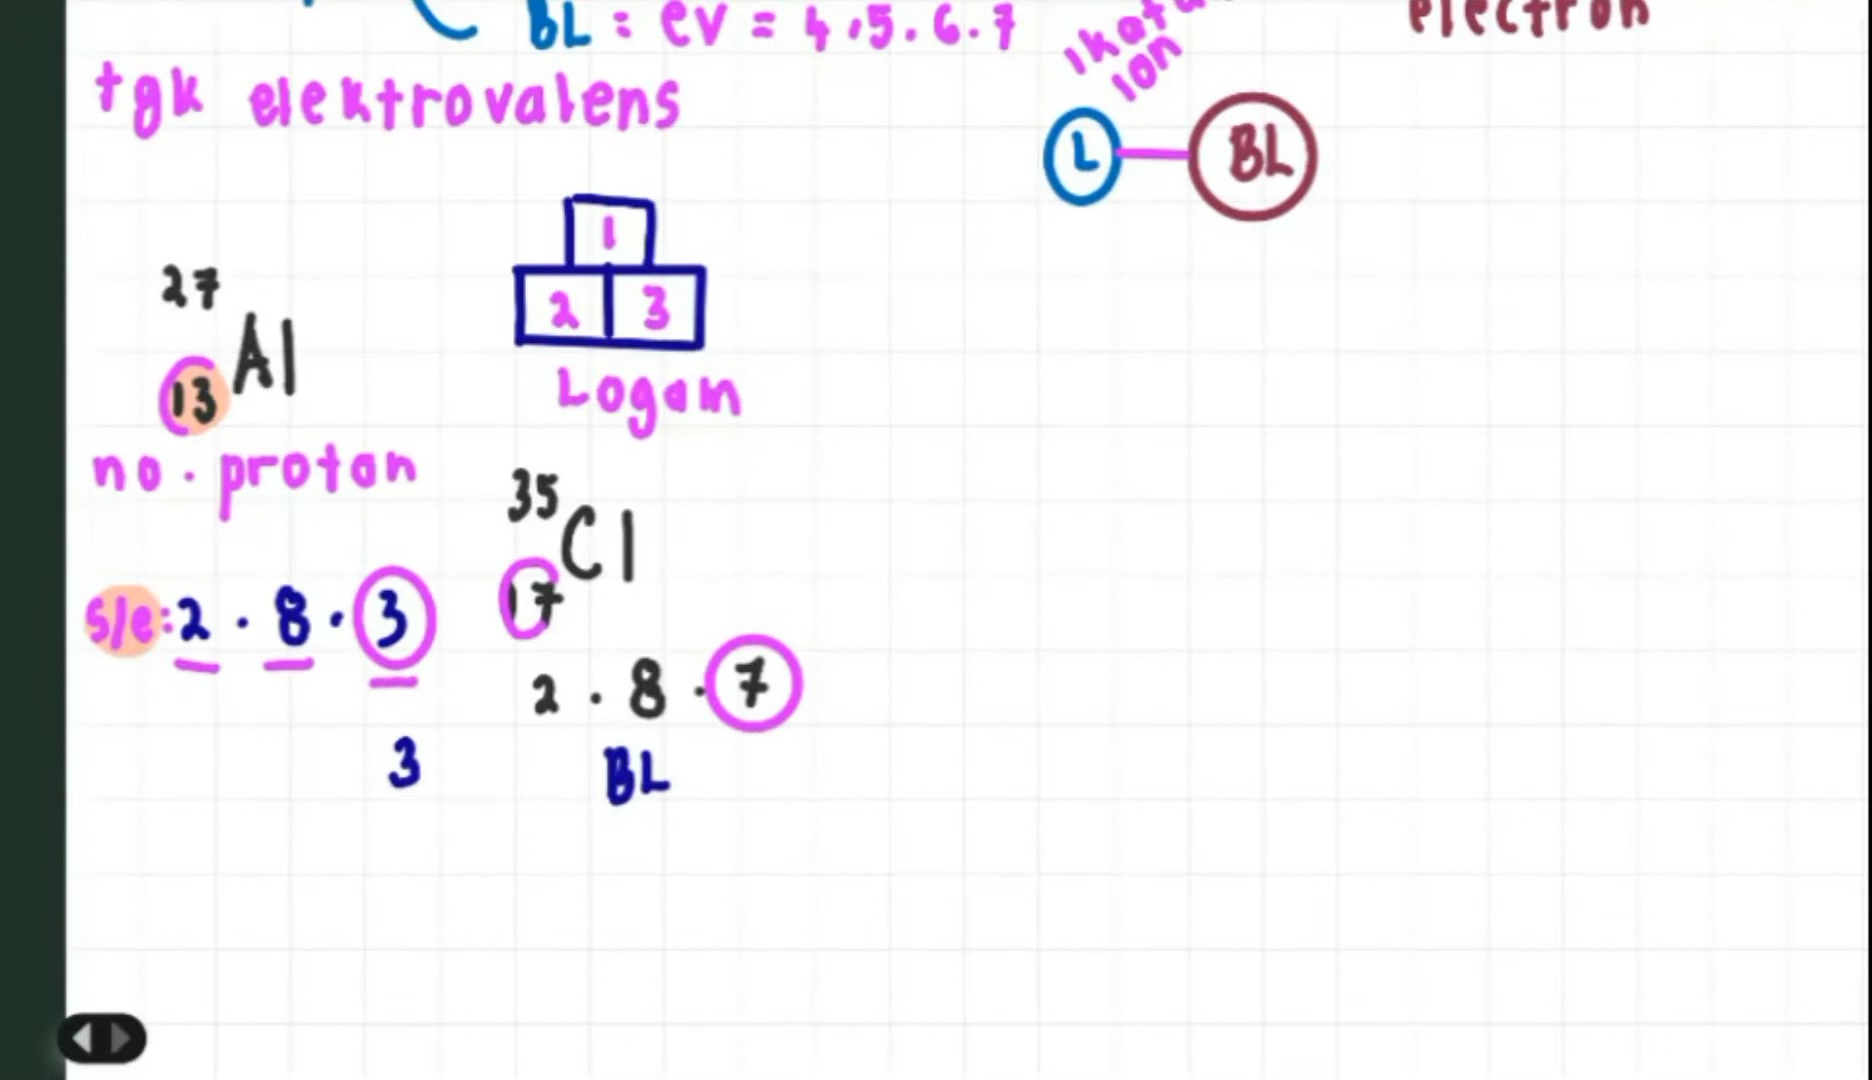 BL : ev = 4.5.6.7
electron
tgk elektrovalens
ion
L
BL
1
2 3
Logam
27
Al
13
no. proton
35
Cl
17
s/e: 2.8.3
2.8.7
3
BL